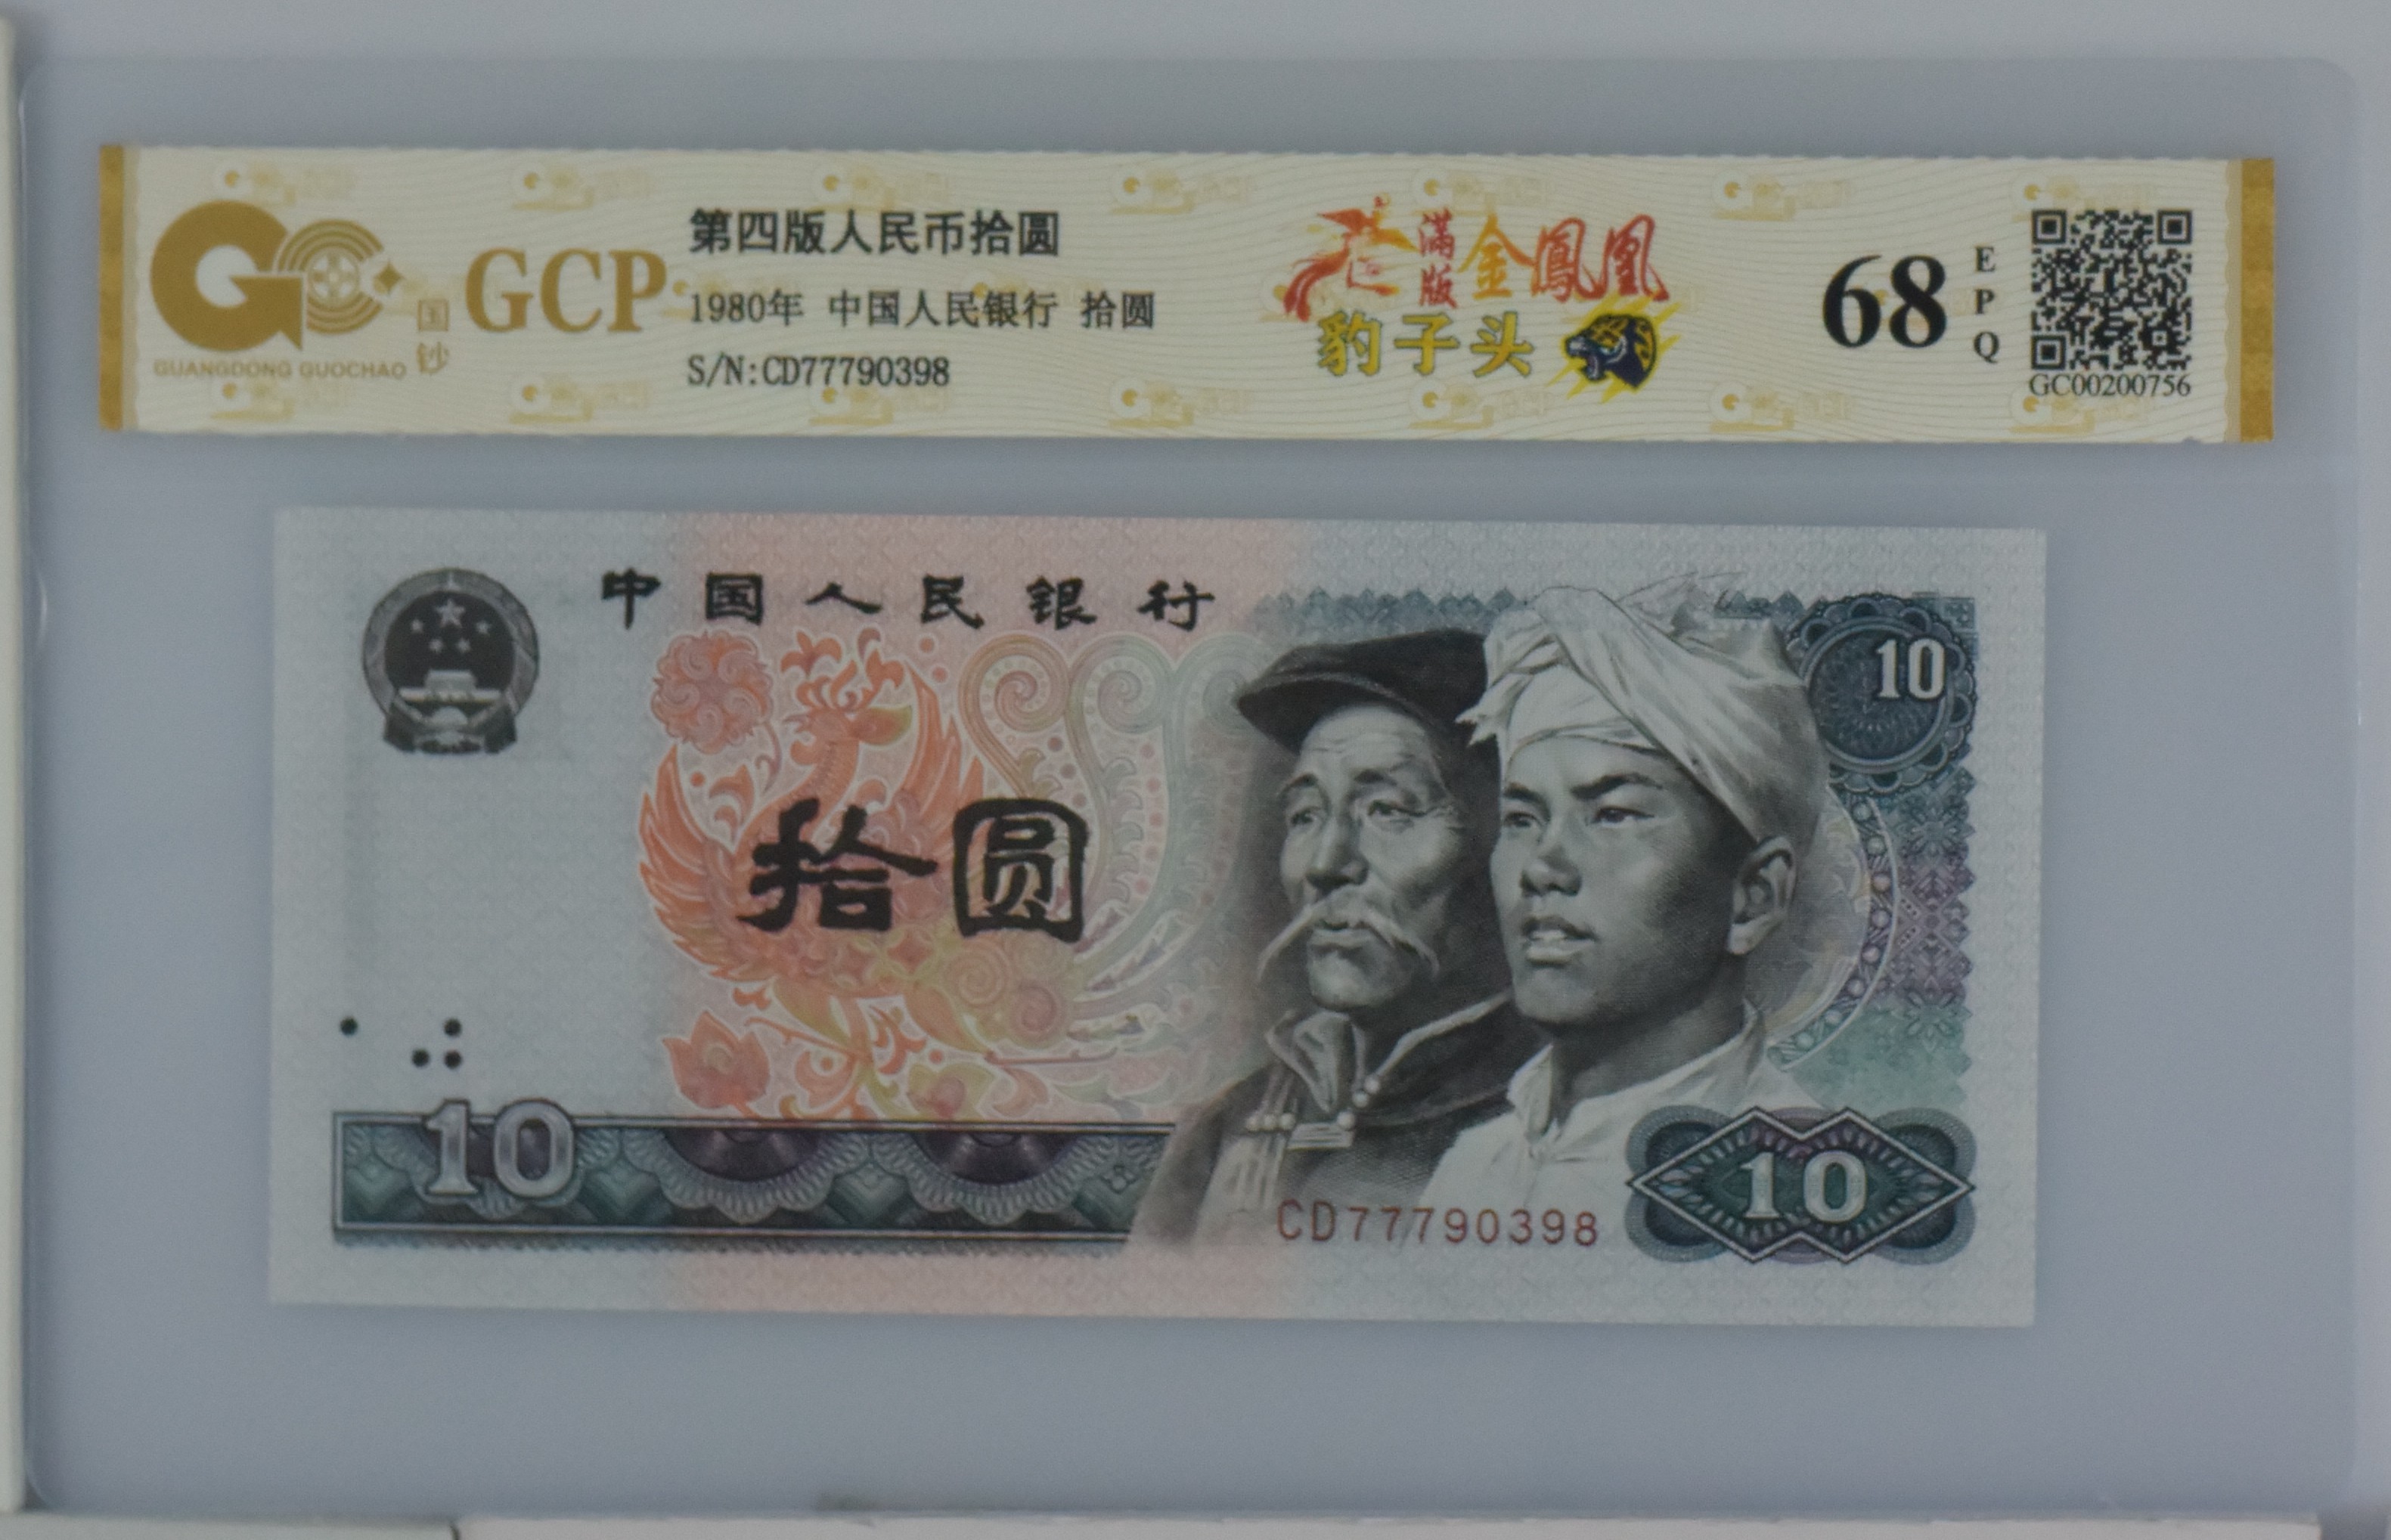 GUANGDONG GUOCHAO
国钞
GCP
第四版人民币拾圆
1980年 中国人民银行 拾圆
S/N:CD77790398
满版金鳳凰
豹子头
68
EPQ
GC00200756
中国人民银行
10
拾圆
10
CD77790398
10